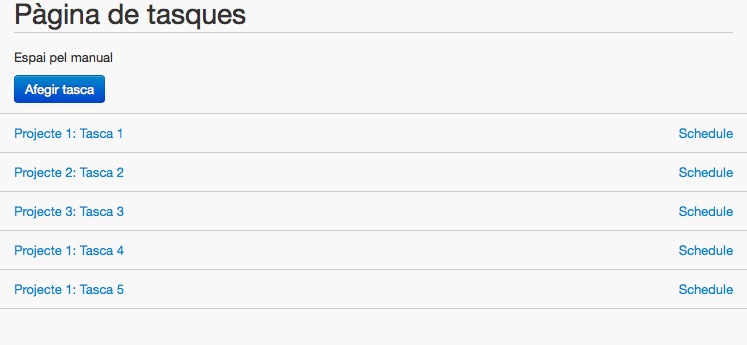 Pàgina de tasques
Espai pel manual
Afegir tasca
Projecte 1: Tasca 1 Schedule
Projecte 2: Tasca 2 Schedule
Projecte 3: Tasca 3 Schedule
Projecte 1: Tasca 4 Schedule
Projecte 1: Tasca 5 Schedule